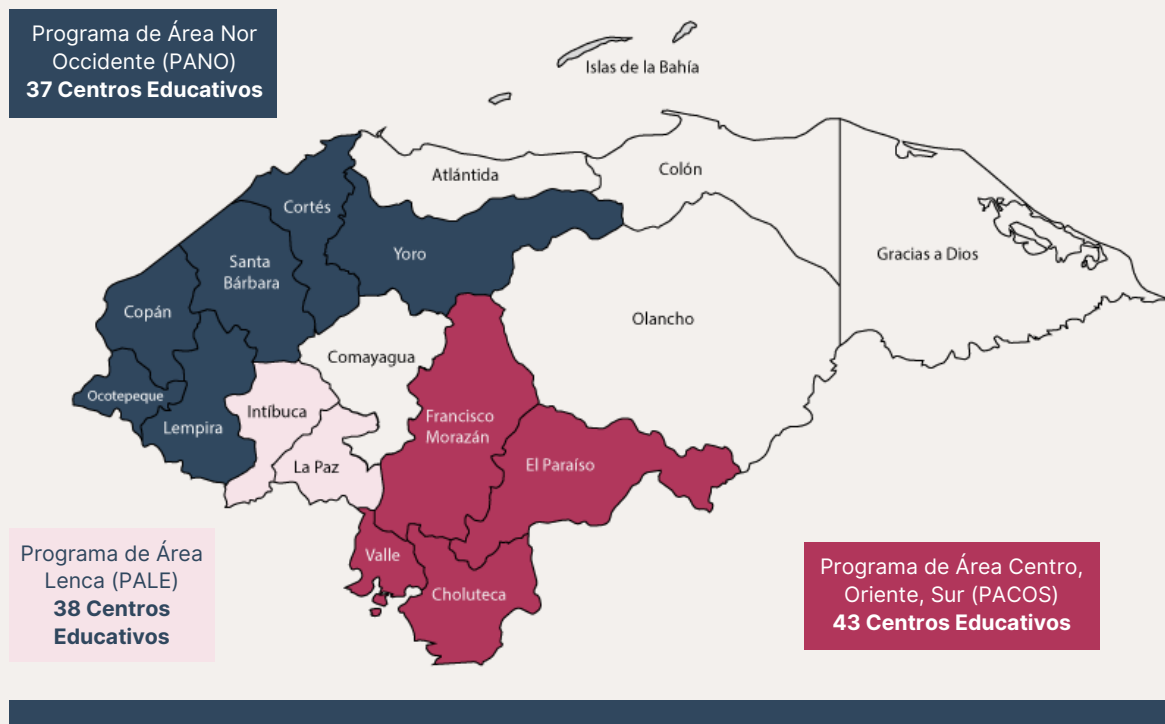 Programa de Área Nor
Occidente (PANO)
37 Centros Educativos
Islas de la Bahía
Atlántida
Colón
Cortés
Yoro
Gracias a Dios
Santa
Bárbara
Copán
Olancho
Comayagua
Ocotepeque
Intíbuca
Francisco
Morazán
Lempira
La Paz
El Paraíso
Valle
Choluteca
Programa de Área
Lenca (PALE)
38 Centros
Educativos
Programa de Área Centro,
Oriente, Sur (PACOS)
43 Centros Educativos